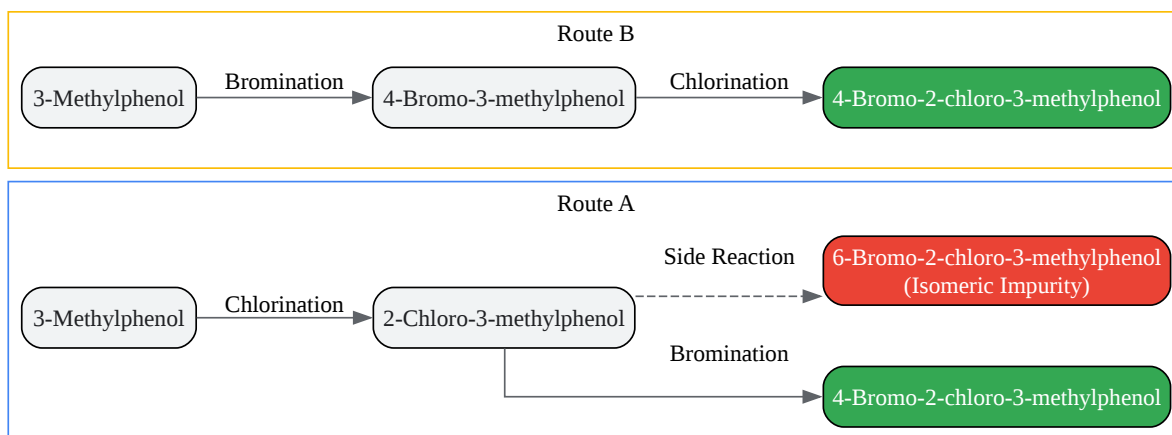 Route B
3-Methylphenol
Bromination
4-Bromo-3-methylphenol
Chlorination
4-Bromo-2-chloro-3-methylphenol
Route A
3-Methylphenol
Chlorination
2-Chloro-3-methylphenol
Side Reaction
6-Bromo-2-chloro-3-methylphenol
(Isomeric Impurity)
Bromination
4-Bromo-2-chloro-3-methylphenol